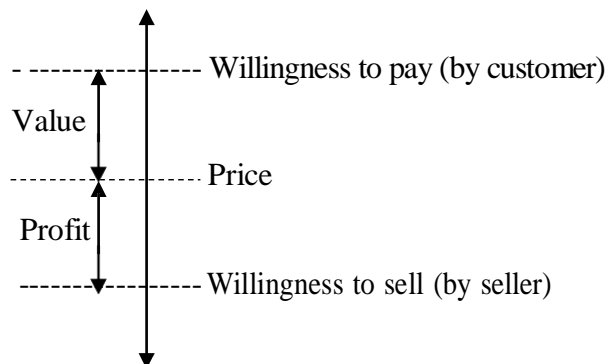 Willingness to pay (by customer)
Value
Price
Profit
Willingness to sell (by seller)